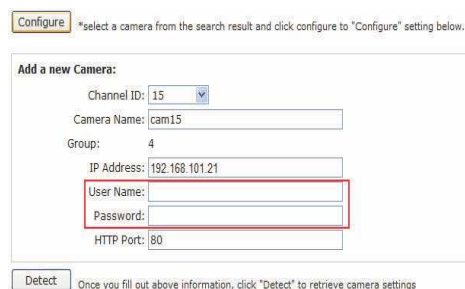 Configure *select a camera from the search result and click configure to "Configure" setting below.
Add a new Camera:
Channel ID: 15
Camera Name: cam15
Group: 4
IP Address: 192.168.101.21
User Name:
Password:
HTTP Port: 80
Detect Once you fill out above information, click "Detect" to retrieve camera settings